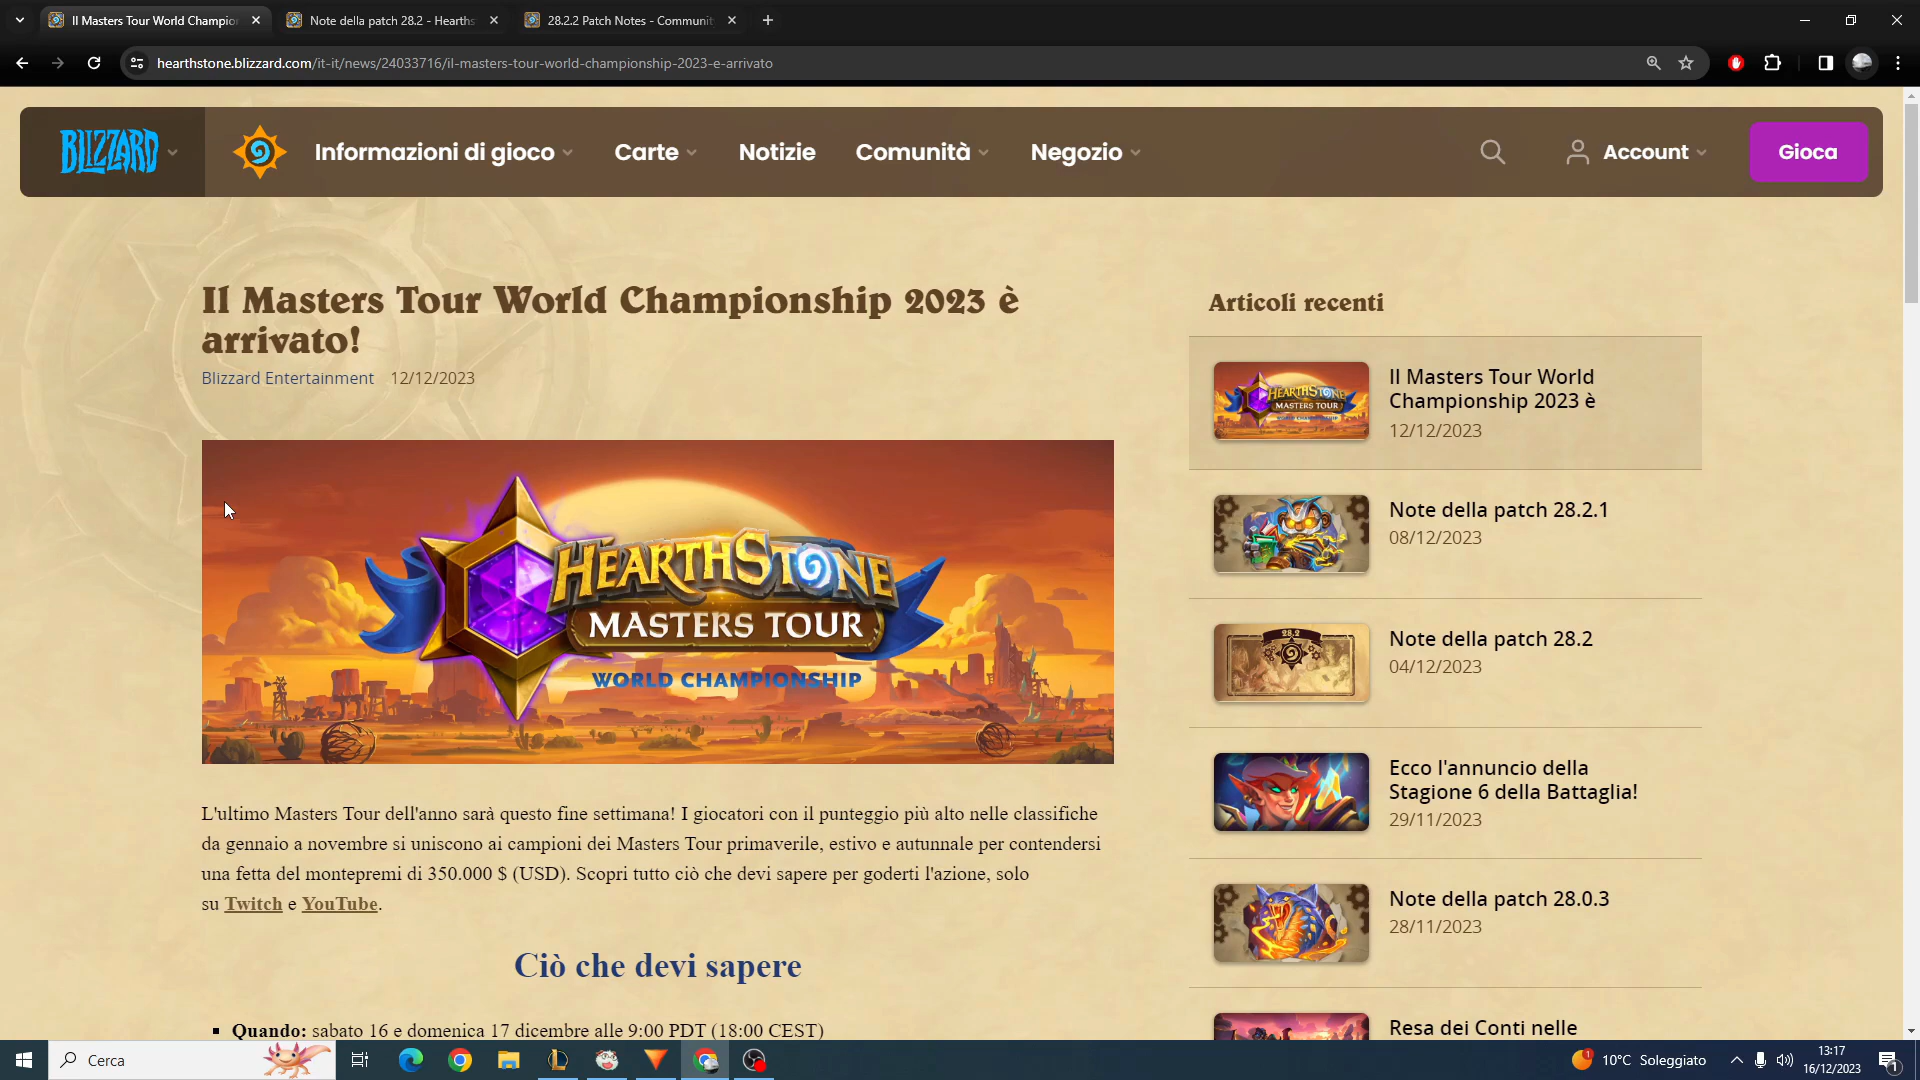 Il Masters Tour World Champio
Note della patch 28.2 - Hearths
28.2.2 Patch Notes - Communit
hearthstone.blizzard.com/it-it/news/24033716/il-masters-tour-world-championship-2023-e-arrivato
BLIZZARD
Informazioni di gioco
Carte
Notizie
Comunità
Negozio
Account
Gioca
Il Masters Tour World Championship 2023 è
arrivato!
Blizzard Entertainment 12/12/2023
HEARTHSTONE
MASTERS TOUR
WORLD CHAMPIONSHIP
L'ultimo Masters Tour dell'anno sarà questo fine settimana! I giocatori con il punteggio più alto nelle classifiche
da gennaio a novembre si uniscono ai campioni dei Masters Tour primaverile, estivo e autunnale per contendersi
una fetta del montepremi di 350.000 $ (USD). Scopri tutto ciò che devi sapere per goderti l'azione, solo
su Twitch e YouTube.
Ciò che devi sapere
Quando: sabato 16 e domenica 17 dicembre alle 9:00 PDT (18:00 CEST)
Articoli recenti
HEARTHSTONE
MASTERS TOUR
WORLD CHAMPIONSHIP
Il Masters Tour World
Championship 2023 è
12/12/2023
Note della patch 28.2.1
08/12/2023
28.2
Note della patch 28.2
04/12/2023
Ecco l'annuncio della
Stagione 6 della Battaglia!
29/11/2023
Note della patch 28.0.3
28/11/2023
Resa dei Conti nelle
Cerca
1
10°C Soleggiato
13:17
16/12/2023
1